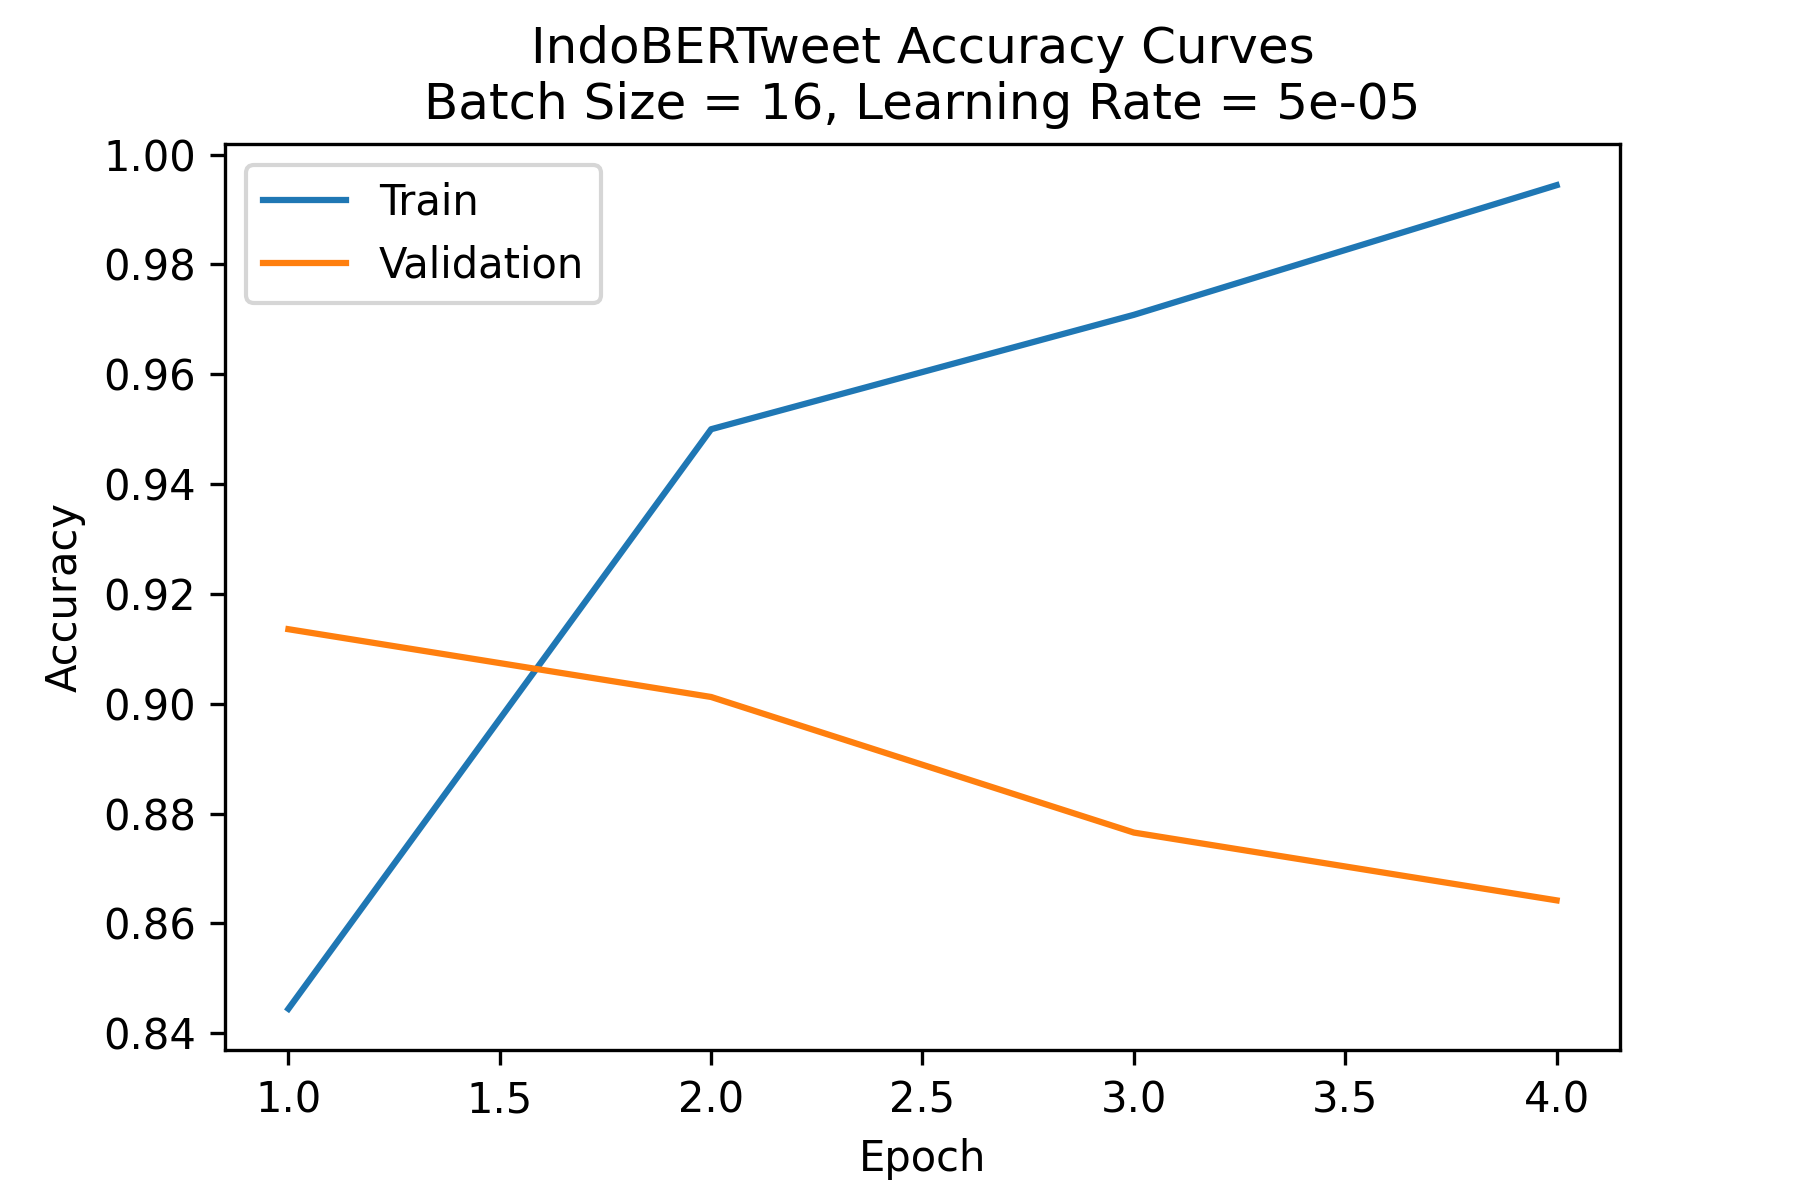 IndoBERTweet Accuracy Curves
Batch Size = 16, Learning Rate = 5e-05
1.00
0.98
0.96
0.94
0.92
0.90
0.88
0.86
0.84
Accuracy
Train
Validation
1.0 1.5 2.0 2.5 3.0 3.5 4.0
Epoch